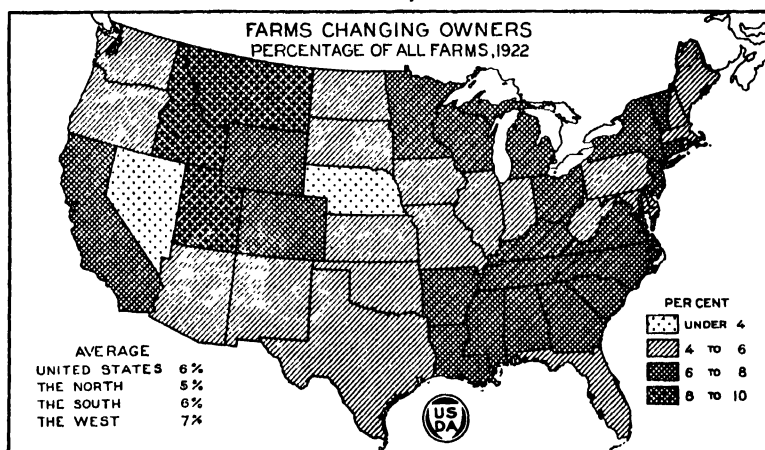 FARMS CHANGING OWNERS
PERCENTAGE OF ALL FARMS, 1922
PER CENT
UNDER 4
4 TO 6
6 TO 8
8 TO 10
AVERAGE
UNITED STATES 6%
THE NORTH 5%
THE SOUTH 6%
THE WEST 7%
US
DA